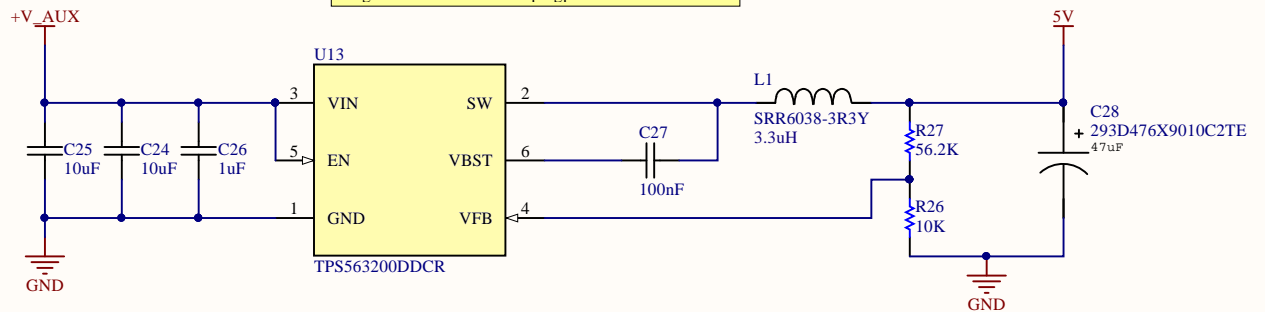 +V_AUX
5V
U13
3
VIN
SW
2
L1
SRR6038-3R3Y
3.3uH
C28
293D476X9010C2TE
+
47uF
C25
10uF
C24
10uF
C26
1uF
5
EN
VBST
6
C27
100nF
R27
56.2K
1
GND
VFB
4
R26
10K
TPS563200DDCR
GND
GND